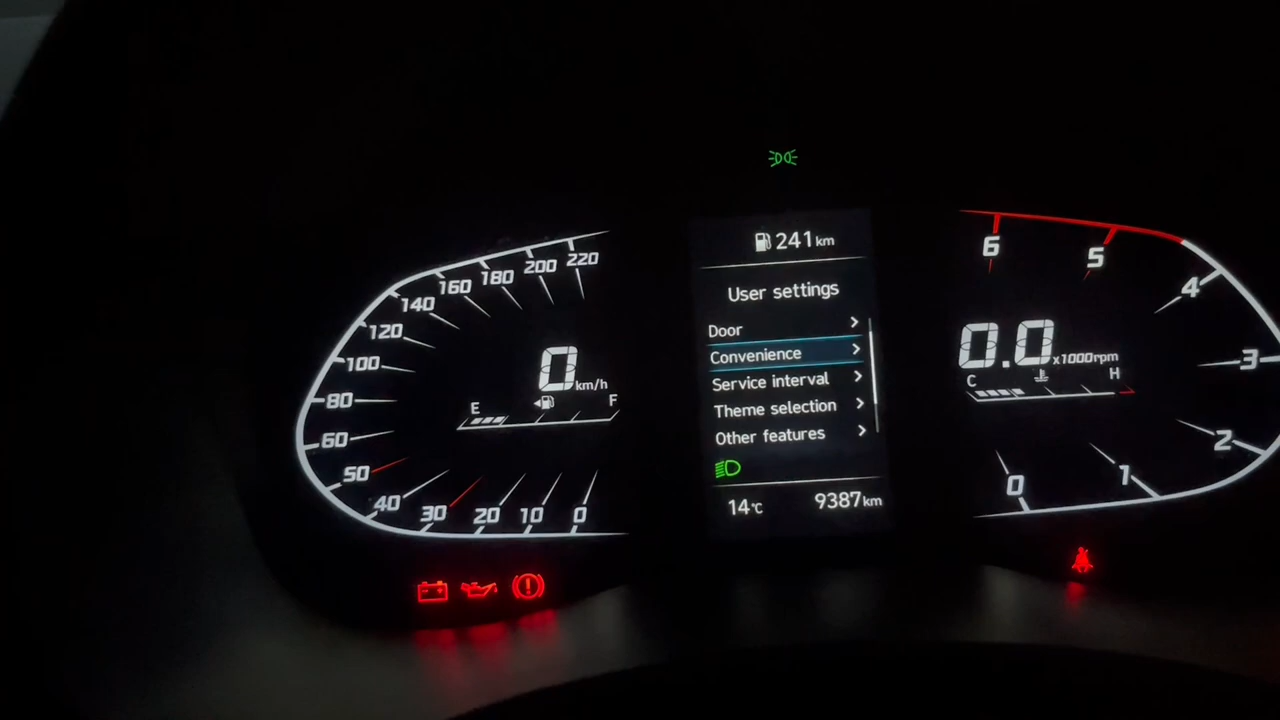 241 km
User settings
Door
Convenience
Service interval
Theme selection
Other features
14°C 9387 km
220
200
180
160
140
120
100
80
60
50
40
30
20
10
0
0 km/h
E F
6
5
4
3
2
1
0
0.0 x1000rpm
C H